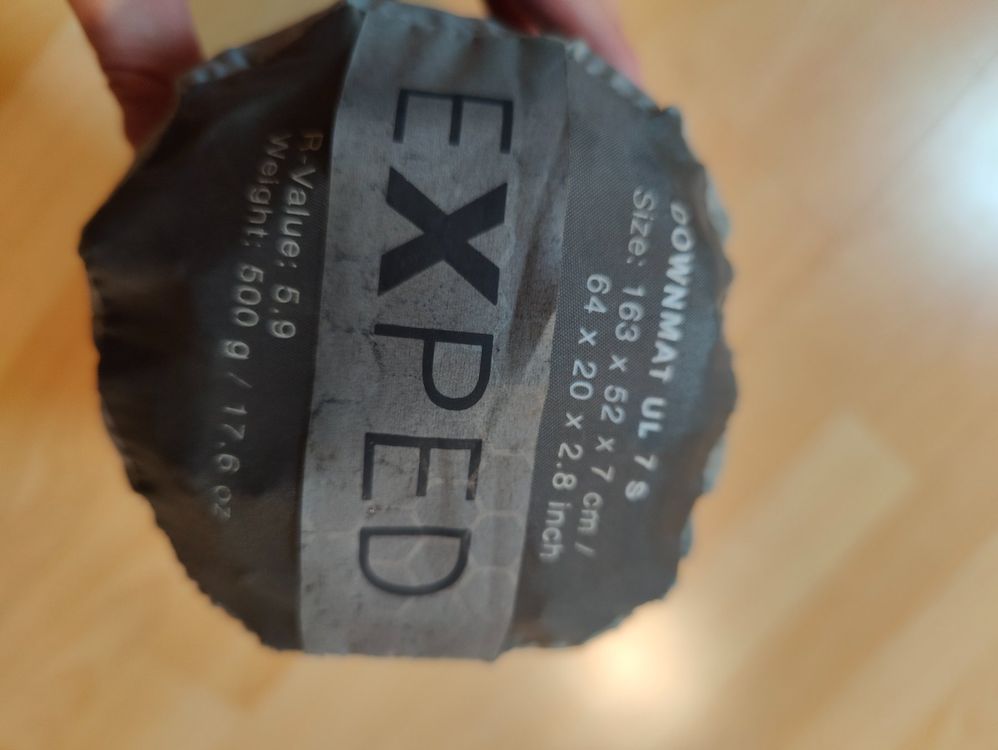 DOWNMAT UL 7 S
Size: 163 x 52 x 7 cm /
64 x 20 x 2.8 inch
EXPED
R-Value: 5.9
Weight: 500 g / 17.6 oz